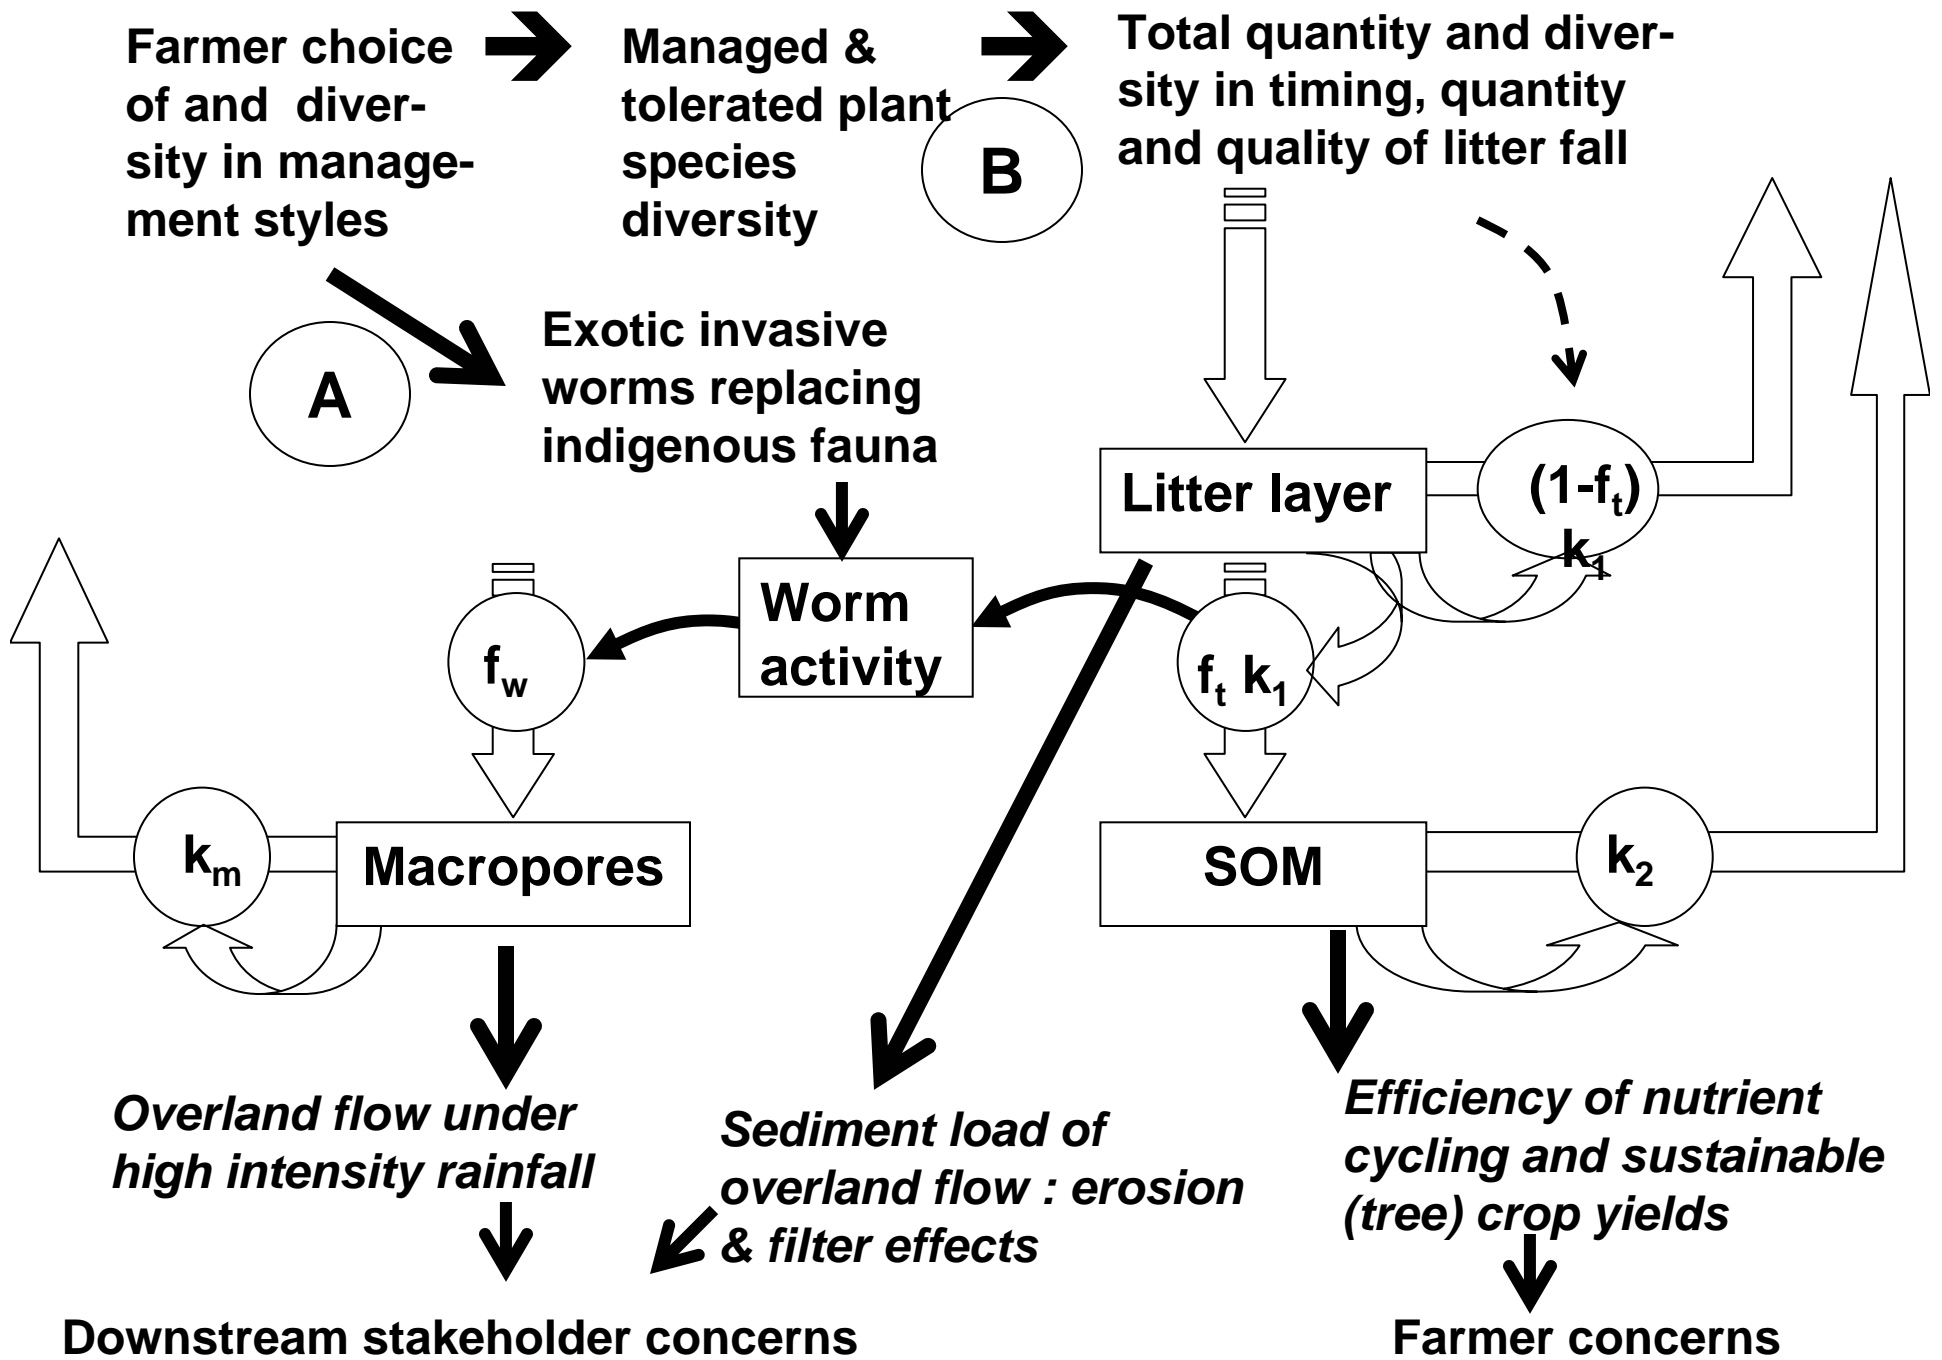 Farmer choice
of and diver-
sity in manage-
ment styles
Managed &
tolerated plant
species
diversity
Total quantity and diver-
sity in timing, quantity
and quality of litter fall
B
A
Exotic invasive
worms replacing
indigenous fauna
Litter layer
(1-fₜ)
k₁
Worm
activity
f_w
fₜ k₁
kₘ
Macropores
SOM
k₂
Overland flow under
high intensity rainfall
Sediment load of
overland flow : erosion
& filter effects
Efficiency of nutrient
cycling and sustainable
(tree) crop yields
Downstream stakeholder concerns
Farmer concerns